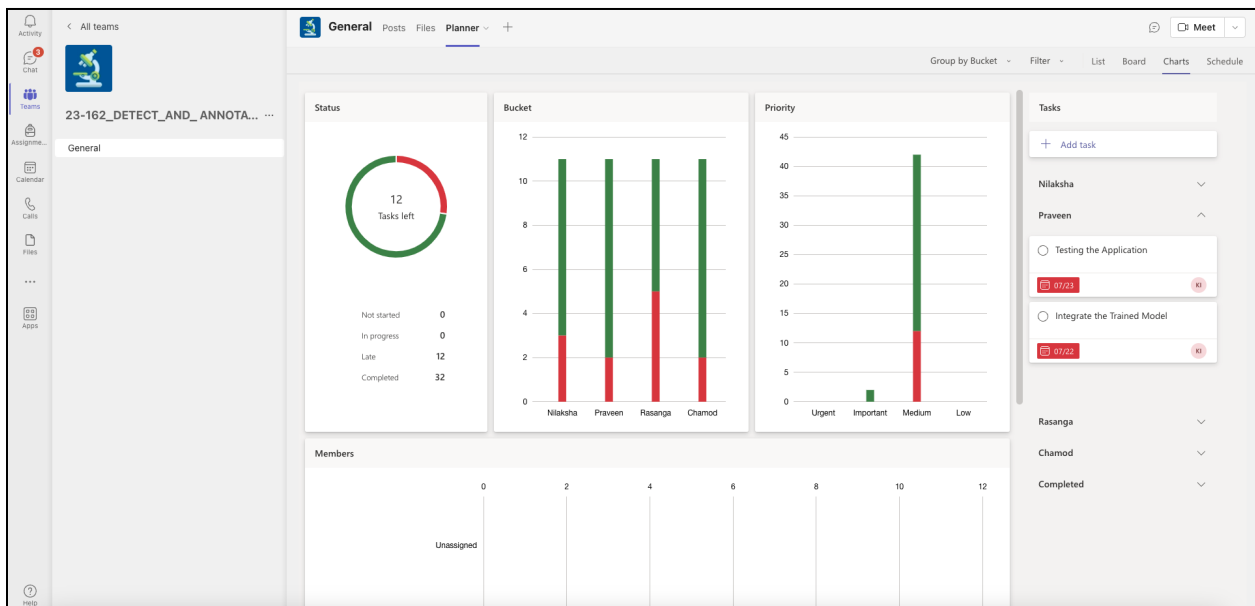 Activity
Chat
3
Teams
Assignme...
Calendar
Calls
Files
...
Apps
Help
All teams
23-162_DETECT_AND_ ANNOTA... ...
General
General Posts Files Planner
Meet
Group by Bucket Filter List Board Charts Schedule
Status
12
Tasks left
Not started 0
In progress 0
Late 12
Completed 32
Bucket
12
10
8
6
4
2
0
Nilaksha Praveen Rasanga Chamod
Priority
45
40
35
30
25
20
15
10
5
0
Urgent Important Medium Low
Members
0 2 4 6 8 10 12
Unassigned
Tasks
+ Add task
Nilaksha
Praveen
Testing the Application
07/23 KI
Integrate the Trained Model
07/22 KI
Rasanga
Chamod
Completed